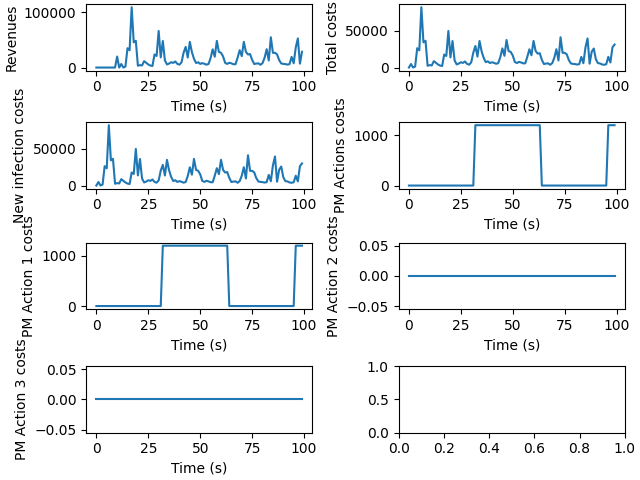 Revenues
100000
0
0 25 50 75 100
Time (s)
Total costs
50000
0
0 25 50 75 100
Time (s)
New infection costs
50000
0
0 25 50 75 100
Time (s)
PM Actions costs
1000
0
0 25 50 75 100
Time (s)
PM Action 1 costs
1000
0
0 25 50 75 100
Time (s)
PM Action 2 costs
0.05
0.00
−0.05
0 25 50 75 100
Time (s)
PM Action 3 costs
0.05
0.00
−0.05
0 25 50 75 100
Time (s)
1.0
0.5
0.0
0.0 0.2 0.4 0.6 0.8 1.0